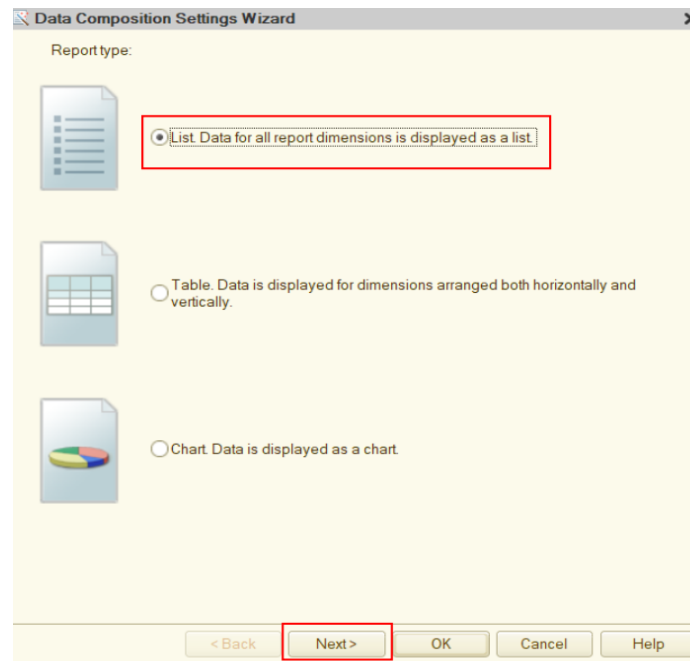 Data Composition Settings Wizard
Report type:
List. Data for all report dimensions is displayed as a list.
Table. Data is displayed for dimensions arranged both horizontally and
vertically.
Chart. Data is displayed as a chart.
< Back Next > OK Cancel Help